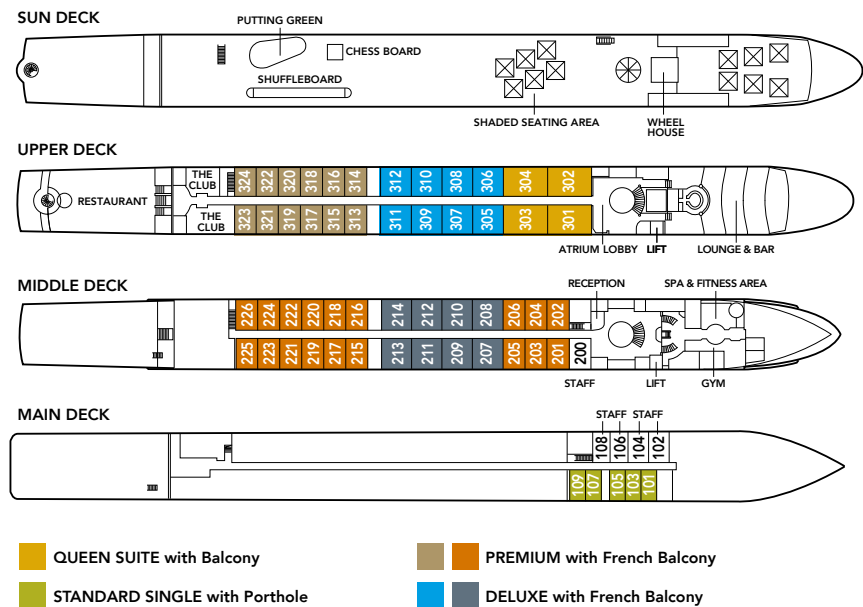 SUN DECK
PUTTING GREEN
CHESS BOARD
SHUFFLEBOARD
SHADED SEATING AREA
WHEEL
HOUSE
UPPER DECK
RESTAURANT
THE
CLUB
324 322 320 318 316 314 312 310 308 306 304 302
THE
CLUB
323 321 319 317 315 313 311 309 307 305 303 301
ATRIUM LOBBY LIFT LOUNGE & BAR
MIDDLE DECK
RECEPTION SPA & FITNESS AREA
226 224 222 220 218 216 214 212 210 208 206 204 202
225 223 221 219 217 215 213 211 209 207 205 203 201 200
STAFF LIFT GYM
MAIN DECK
STAFF STAFF
108 106 104 102
109 107 105 103 101
QUEEN SUITE with Balcony
PREMIUM with French Balcony
STANDARD SINGLE with Porthole
DELUXE with French Balcony